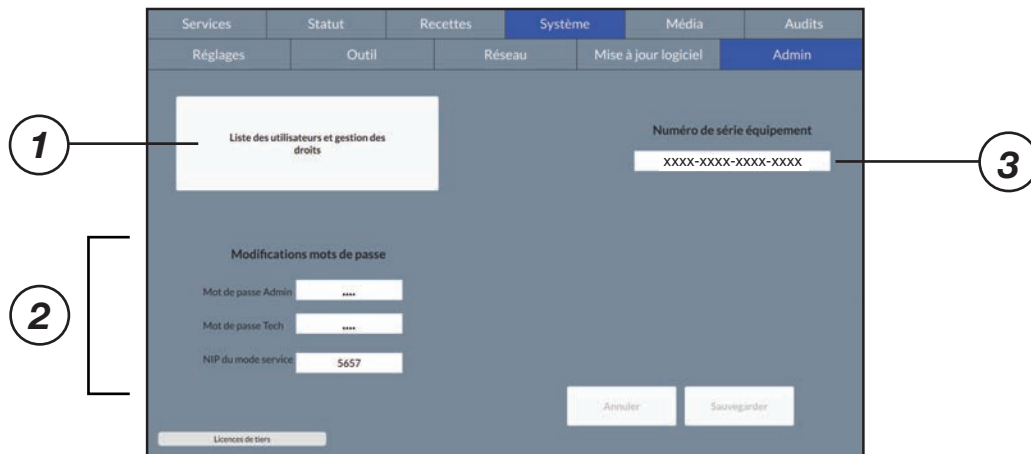 Services Statut Recettes Système Média Audits
Réglages Outil Réseau Mise à jour logiciel Admin
1
Liste des utilisateurs et gestion des
droits
Numéro de série équipement
XXXX-XXXX-XXXX-XXXX
3
2
Modifications mots de passe
Mot de passe Admin ••••
Mot de passe Tech ••••
NIP du mode service 5657
Annuler Sauvegarder
Licences de tiers